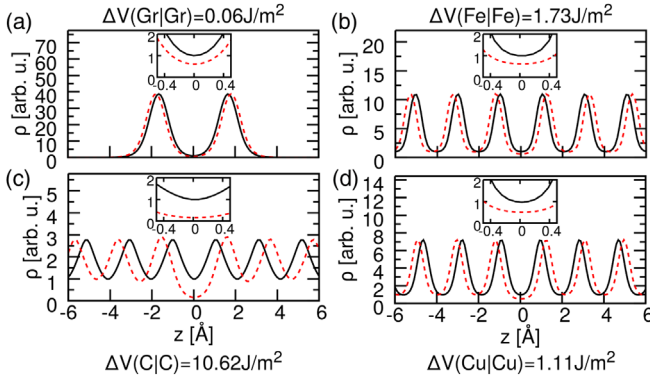 ΔV(Gr|Gr)=0.06J/m²
ΔV(Fe|Fe)=1.73J/m²
(a)
ρ [arb. u.]
70
60
50
40
30
20
10
0
2
1
0
-0.4 0 0.4
(b)
ρ [arb. u.]
20
15
10
5
0
2
1
0
-0.4 0 0.4
(c)
ρ [arb. u.]
5
4
3
2
1
0
2
1
0
-0.4 0 0.4
-6 -4 -2 0 2 4 6
z [Å]
(d)
ρ [arb. u.]
14
12
10
8
6
4
2
0
2
1
0
-0.4 0 0.4
-6 -4 -2 0 2 4 6
z [Å]
ΔV(C|C)=10.62J/m²
ΔV(Cu|Cu)=1.11J/m²